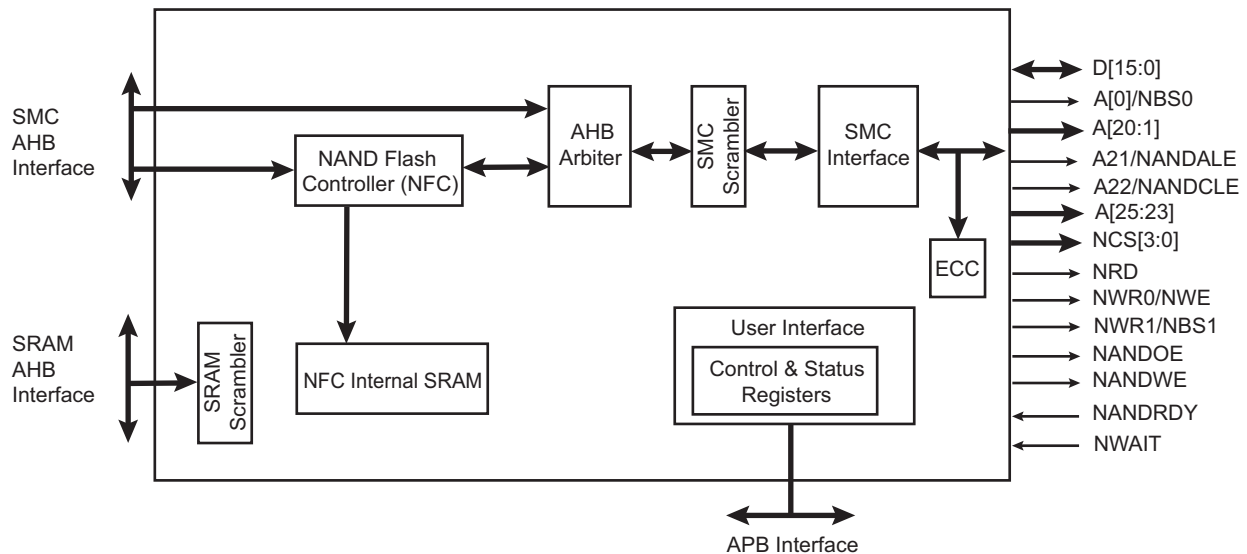 SMC
AHB
Interface
NAND Flash
Controller (NFC)
AHB
Arbiter
SMC
Scrambler
SMC
Interface
ECC
SRAM
AHB
Interface
SRAM
Scrambler
NFC Internal SRAM
User Interface
Control & Status
Registers
APB Interface
D[15:0]
A[0]/NBS0
A[20:1]
A21/NANDALE
A22/NANDCLE
A[25:23]
NCS[3:0]
NRD
NWR0/NWE
NWR1/NBS1
NANDOE
NANDWE
NANDRDY
NWAIT